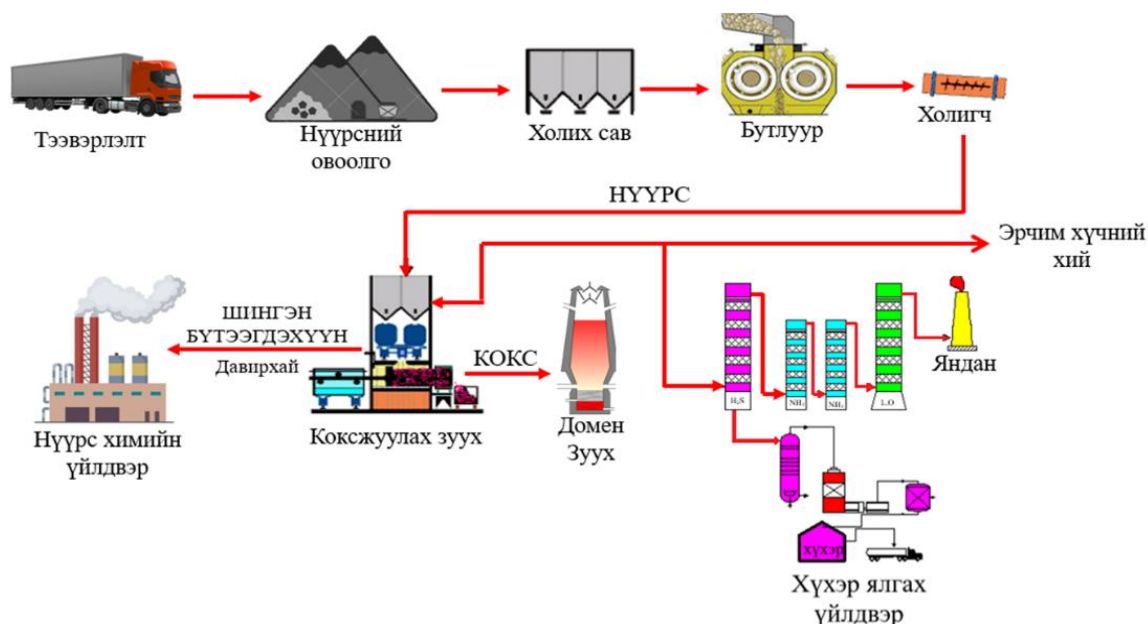 Тээвэрлэлт
Нүүрсний
овоолго
Холих сав
Бутлуур
Холигч
НҮҮРС
Эрчим хүчний
хий
ШИНГЭН
БҮТЭЭГДЭХҮҮН
Давирхай
КОКС
Яндан
H₂S
NH₃
NH₃
L.O
Нүүрс химийн
үйлдвэр
Коксжуулах зуух
Домен
Зуух
хүхэр
Хүхэр ялгах
үйлдвэр